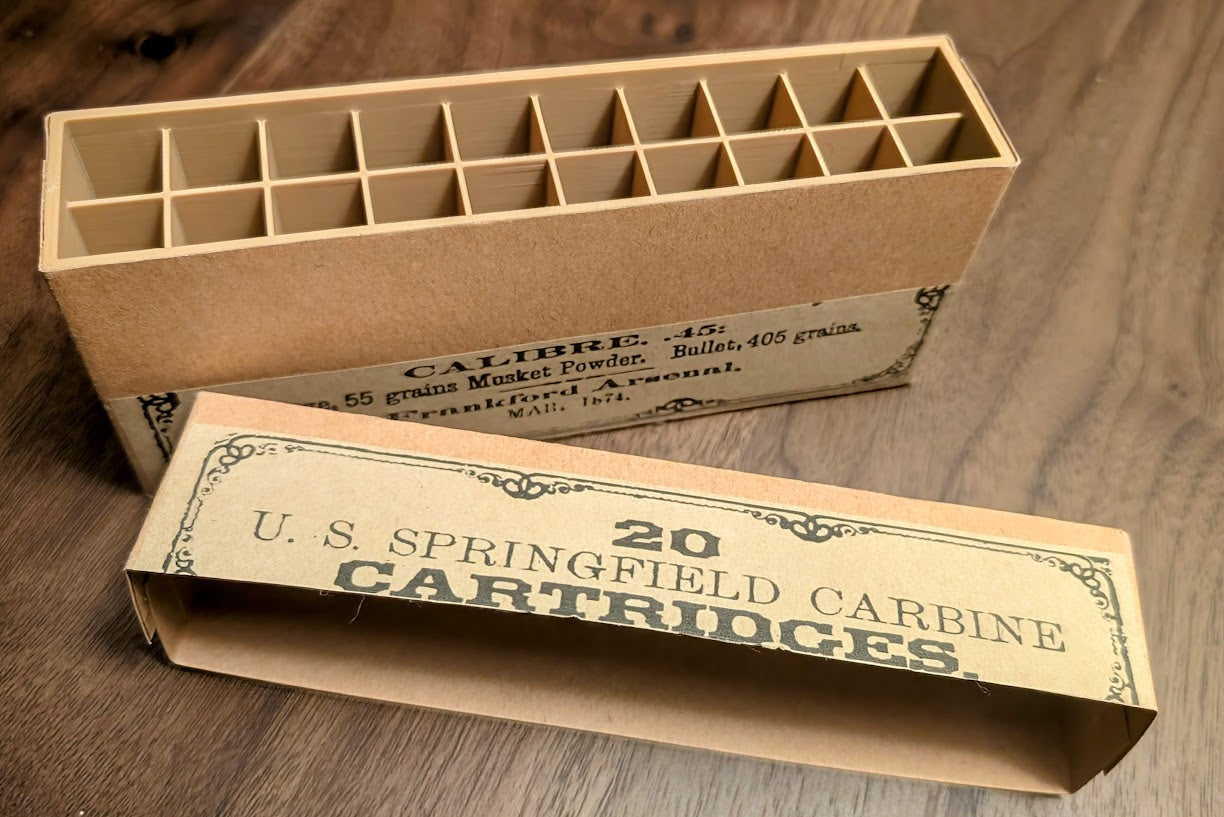 CALIBRE. .45:
55 grains Musket Powder. Bullet, 405 grains.
Frankford Arsenal.
MAR. 1874.
20
U. S. SPRINGFIELD CARBINE
CARTRIDGES.